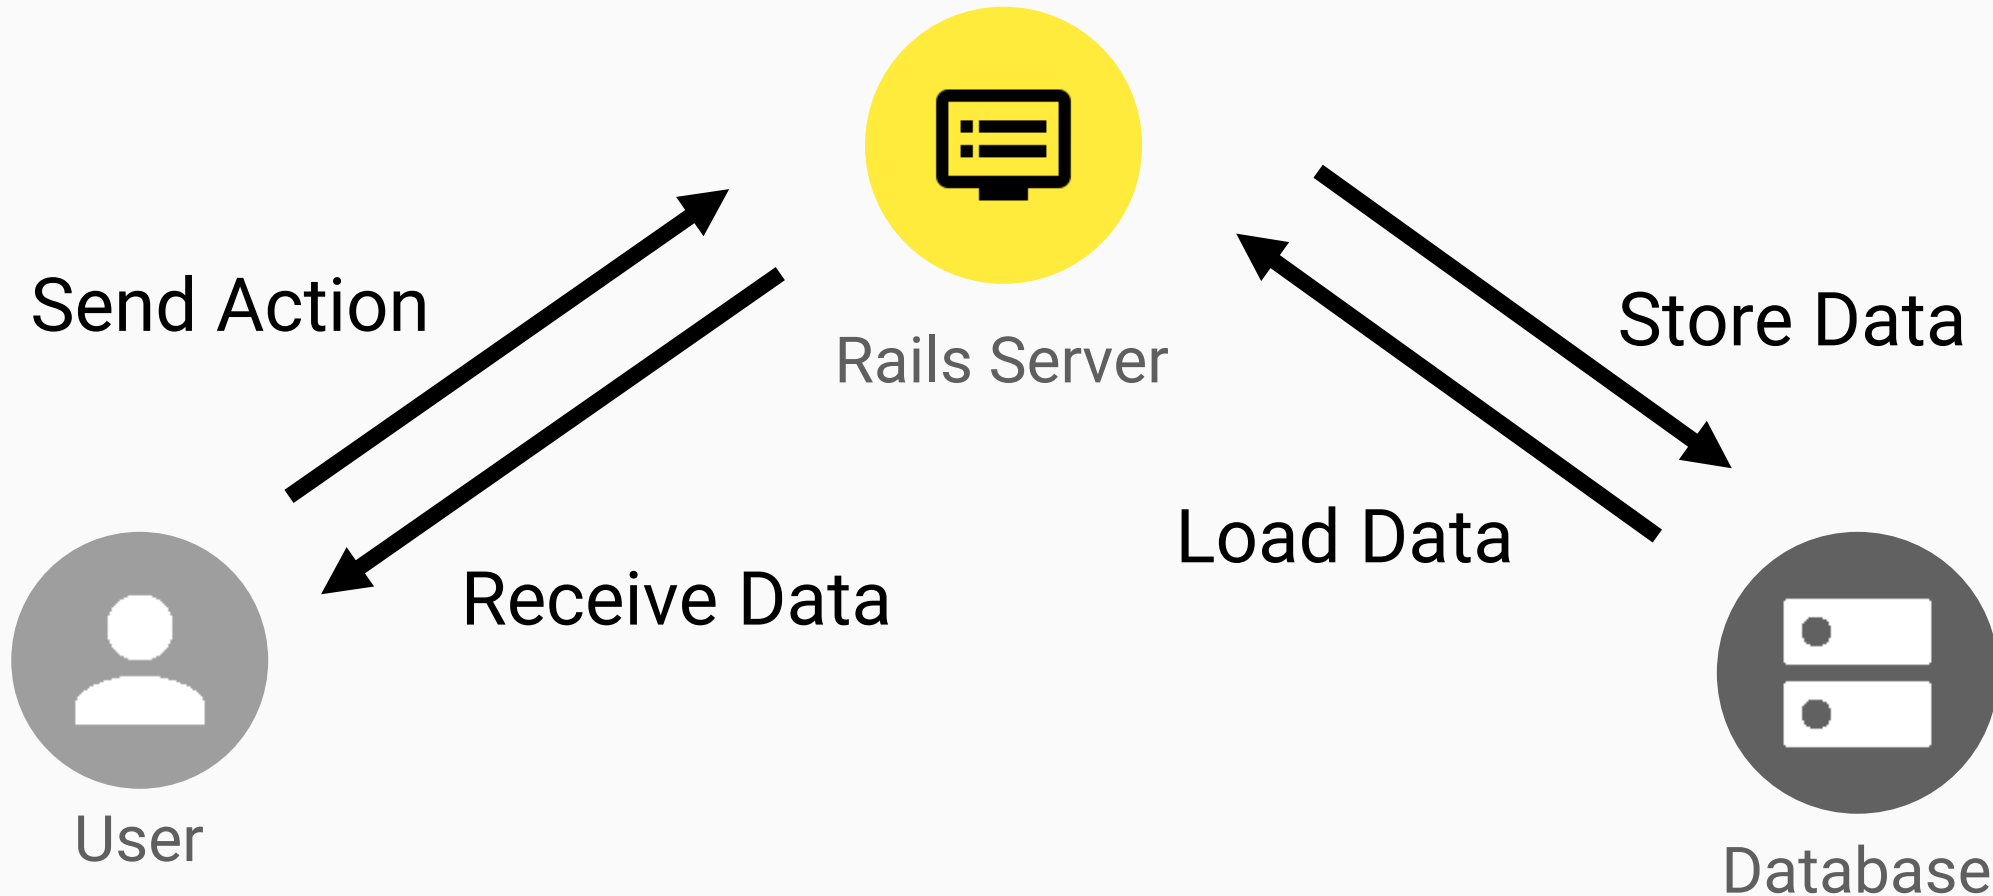 Send Action
Rails Server
Store Data
Load Data
Receive Data
User
Database